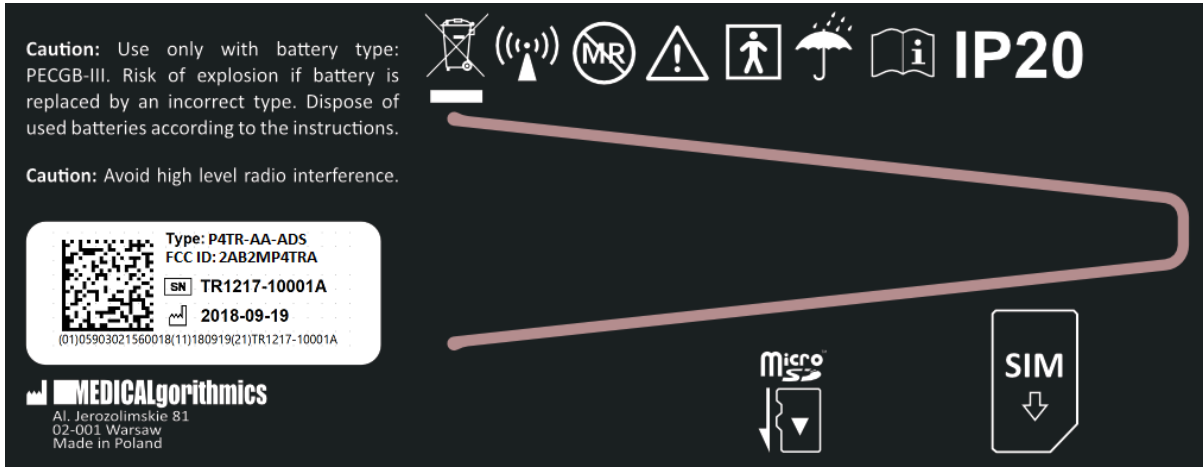 Caution: Use only with battery type:
PECGB-III. Risk of explosion if battery is
replaced by an incorrect type. Dispose of
used batteries according to the instructions.
Caution: Avoid high level radio interference.
MR
i
IP20
Type: P4TR-AA-ADS
FCC ID: 2AB2MP4TRA
SN TR1217-10001A
2018-09-19
(01)05903021560018(11)180919(21)TR1217-10001A
MEDICALgorithmics
Al. Jerozolimskie 81
02-001 Warsaw
Made in Poland
Micro
SD
SIM